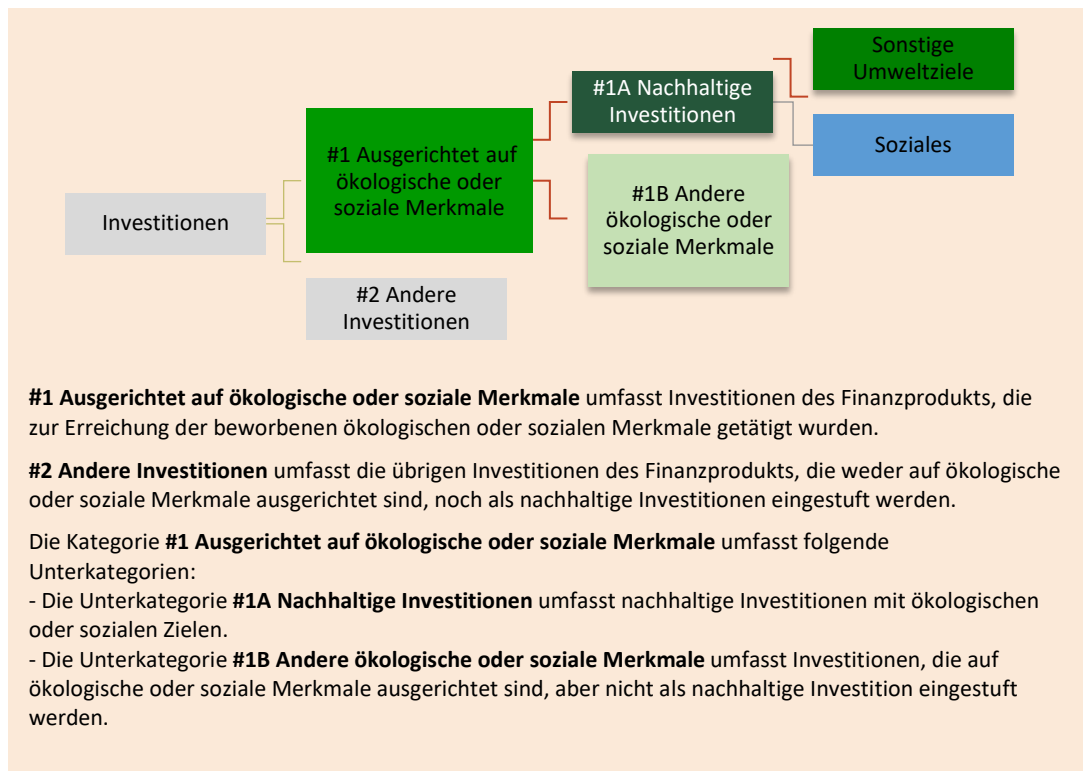 Sonstige
Umweltziele
#1A Nachhaltige
Investitionen
Soziales
#1 Ausgerichtet auf
ökologische oder
soziale Merkmale
#1B Andere
ökologische oder
soziale Merkmale
Investitionen
#2 Andere
Investitionen
#1 Ausgerichtet auf ökologische oder soziale Merkmale umfasst Investitionen des Finanzprodukts, die
zur Erreichung der beworbenen ökologischen oder sozialen Merkmale getätigt wurden.
#2 Andere Investitionen umfasst die übrigen Investitionen des Finanzprodukts, die weder auf ökologische
oder soziale Merkmale ausgerichtet sind, noch als nachhaltige Investitionen eingestuft werden.
Die Kategorie #1 Ausgerichtet auf ökologische oder soziale Merkmale umfasst folgende
Unterkategorien:
- Die Unterkategorie #1A Nachhaltige Investitionen umfasst nachhaltige Investitionen mit ökologischen
oder sozialen Zielen.
- Die Unterkategorie #1B Andere ökologische oder soziale Merkmale umfasst Investitionen, die auf
ökologische oder soziale Merkmale ausgerichtet sind, aber nicht als nachhaltige Investition eingestuft
werden.